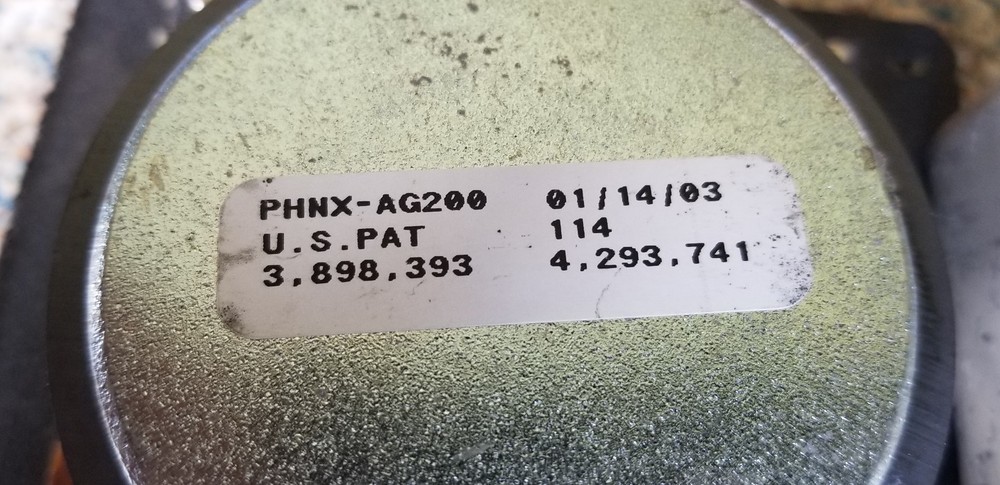 PHNX-AG200 01/14/03
U.S.PAT 114
3,898,393 4,293,741